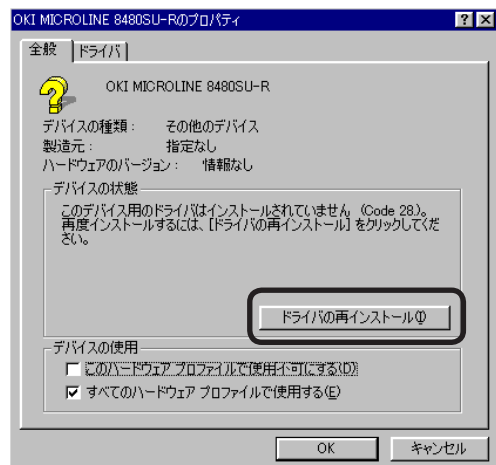 OKI MICROLINE 8480SU-Rのプロパティ
全般 ドライバ
OKI MICROLINE 8480SU-R
デバイスの種類： その他のデバイス
製造元： 指定なし
ハードウェアのバージョン： 情報なし
デバイスの状態
このデバイス用のドライバはインストールされていません (Code 28.)。
再度インストールするには、[ドライバの再インストール] をクリックしてくだ
さい。
ドライバの再インストール(I)
デバイスの使用
このハードウェア プロファイルで使用不可にする(D)
すべてのハードウェア プロファイルで使用する(E)
OK キャンセル